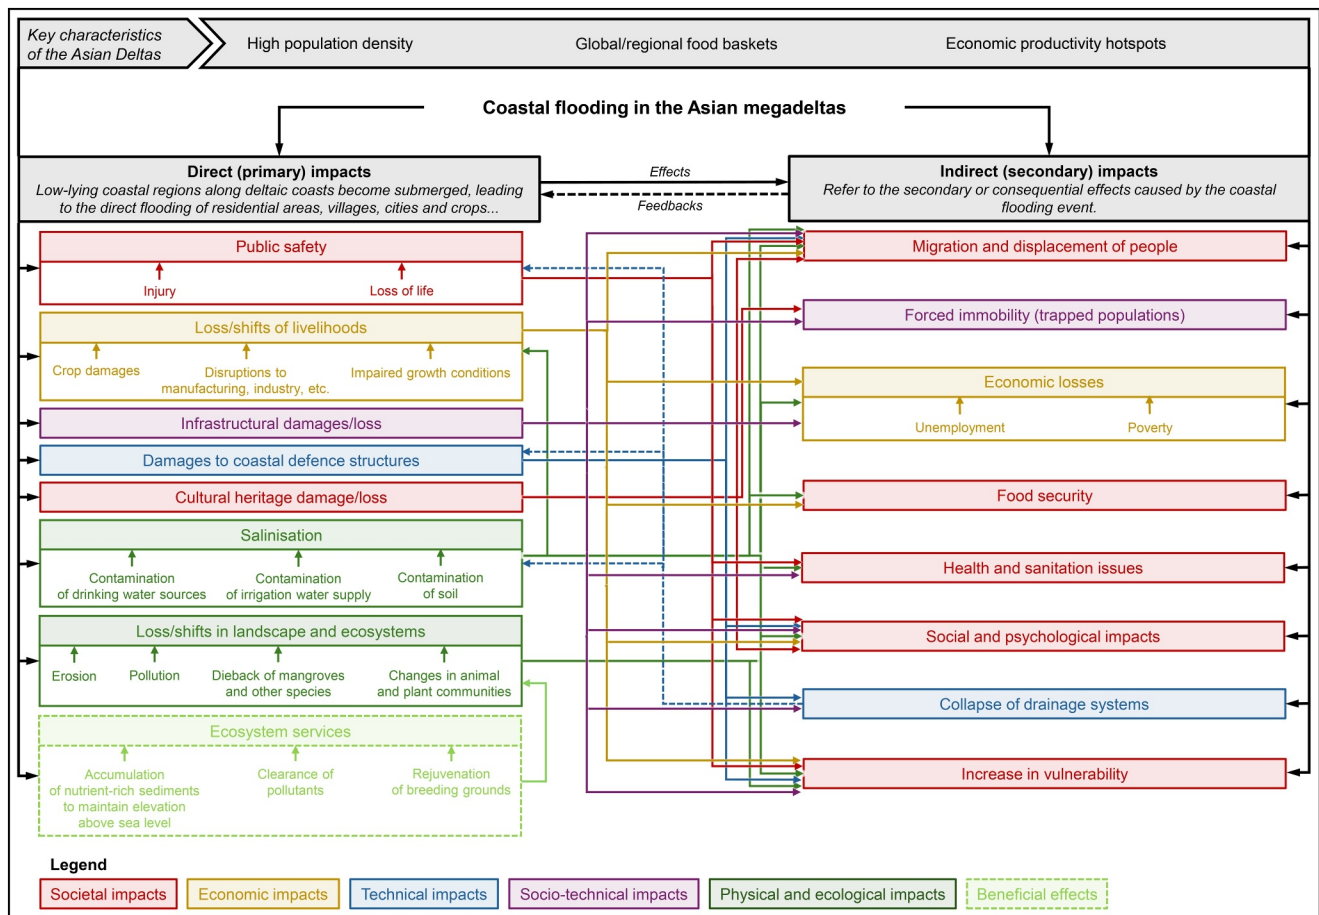 Key characteristics
of the Asian Deltas
High population density
Global/regional food baskets
Economic productivity hotspots
Coastal flooding in the Asian megadeltas
Direct (primary) impacts
Low-lying coastal regions along deltaic coasts become submerged, leading
to the direct flooding of residential areas, villages, cities and crops...
Effects
Feedbacks
Indirect (secondary) impacts
Refer to the secondary or consequential effects caused by the coastal
flooding event.
Public safety
Injury
Loss of life
Loss/shifts of livelihoods
Crop damages
Disruptions to
manufacturing, industry, etc.
Impaired growth conditions
Infrastructural damages/loss
Damages to coastal defence structures
Cultural heritage damage/loss
Salinisation
Contamination
of drinking water sources
Contamination
of irrigation water supply
Contamination
of soil
Loss/shifts in landscape and ecosystems
Erosion
Pollution
Dieback of mangroves
and other species
Changes in animal
and plant communities
Ecosystem services
Accumulation
of nutrient-rich sediments
to maintain elevation
above sea level
Clearance of
pollutants
Rejuvenation
of breeding grounds
Migration and displacement of people
Forced immobility (trapped populations)
Economic losses
Unemployment
Poverty
Food security
Health and sanitation issues
Social and psychological impacts
Collapse of drainage systems
Increase in vulnerability
Legend
Societal impacts
Economic impacts
Technical impacts
Socio-technical impacts
Physical and ecological impacts
Beneficial effects